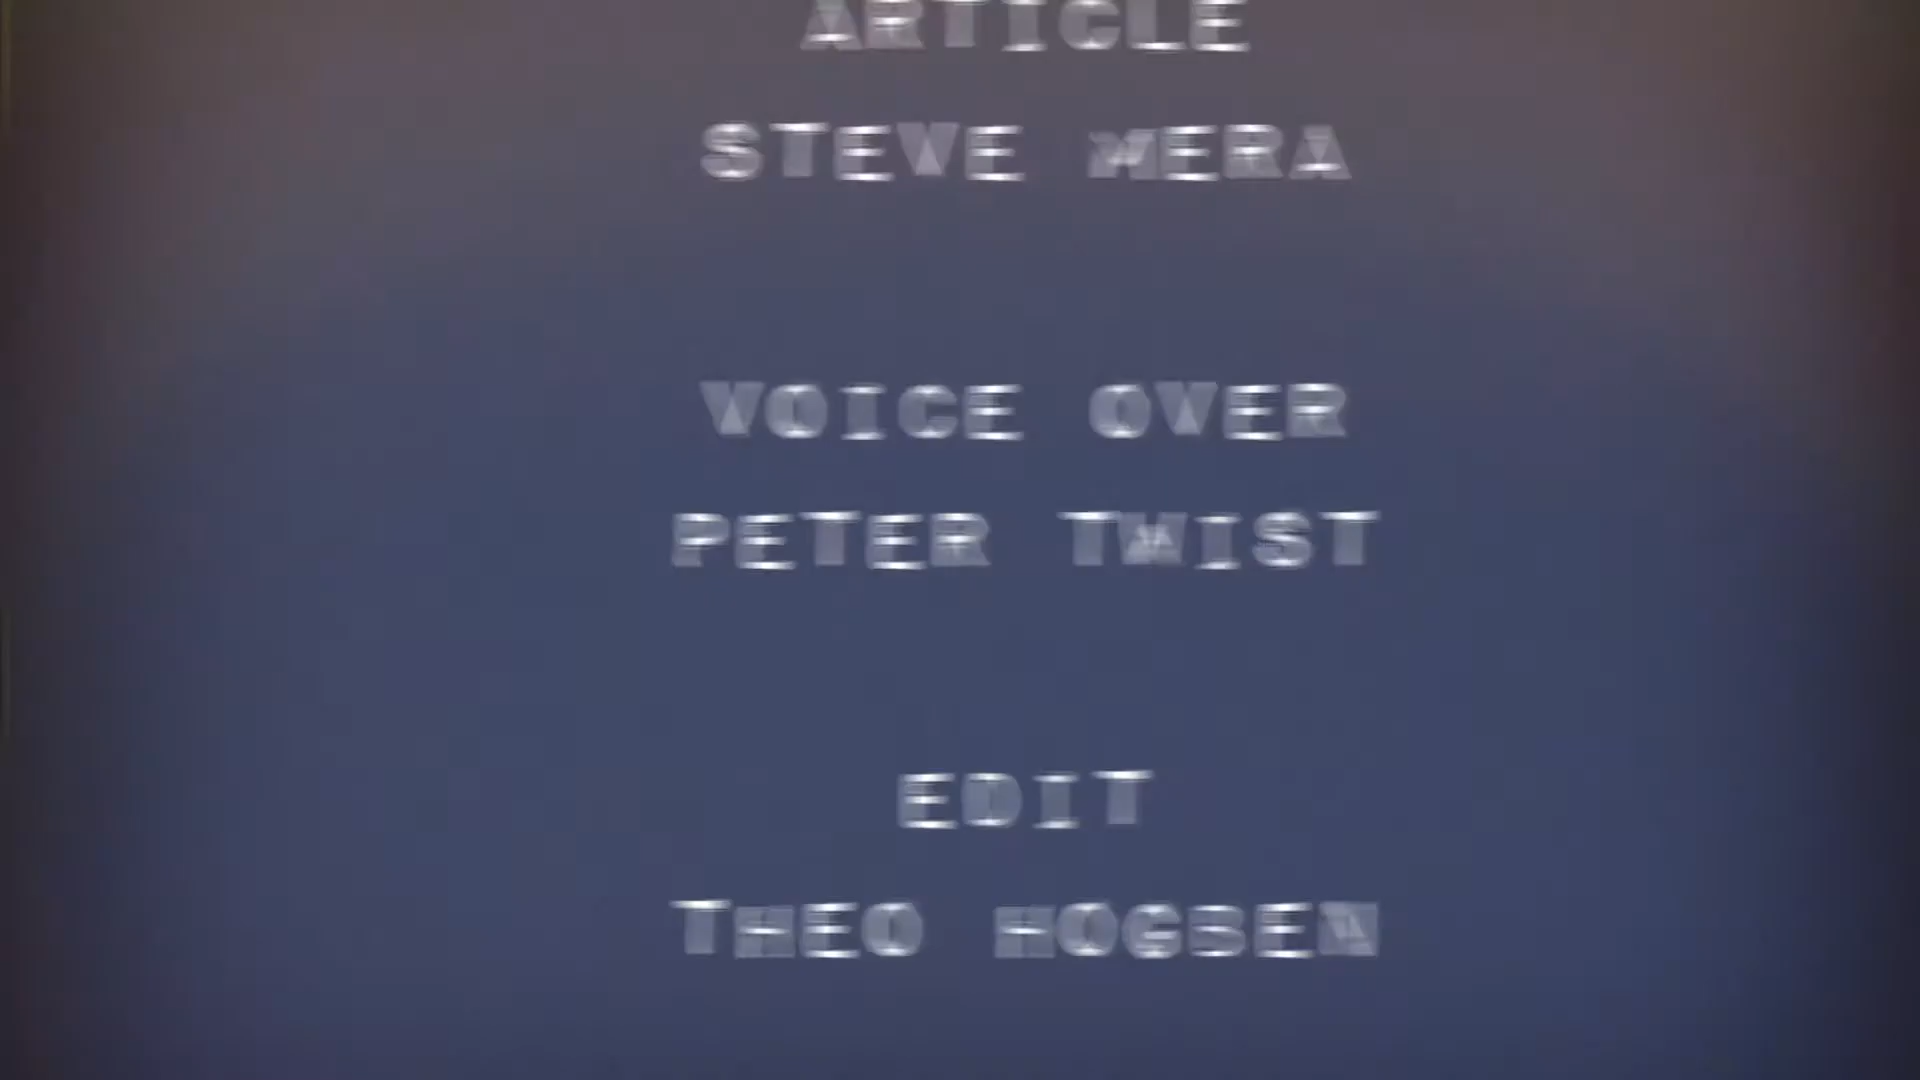 ARTICLE
STEVE MERA
VOICE OVER
PETER TWIST
EDIT
THEO HOGBEN